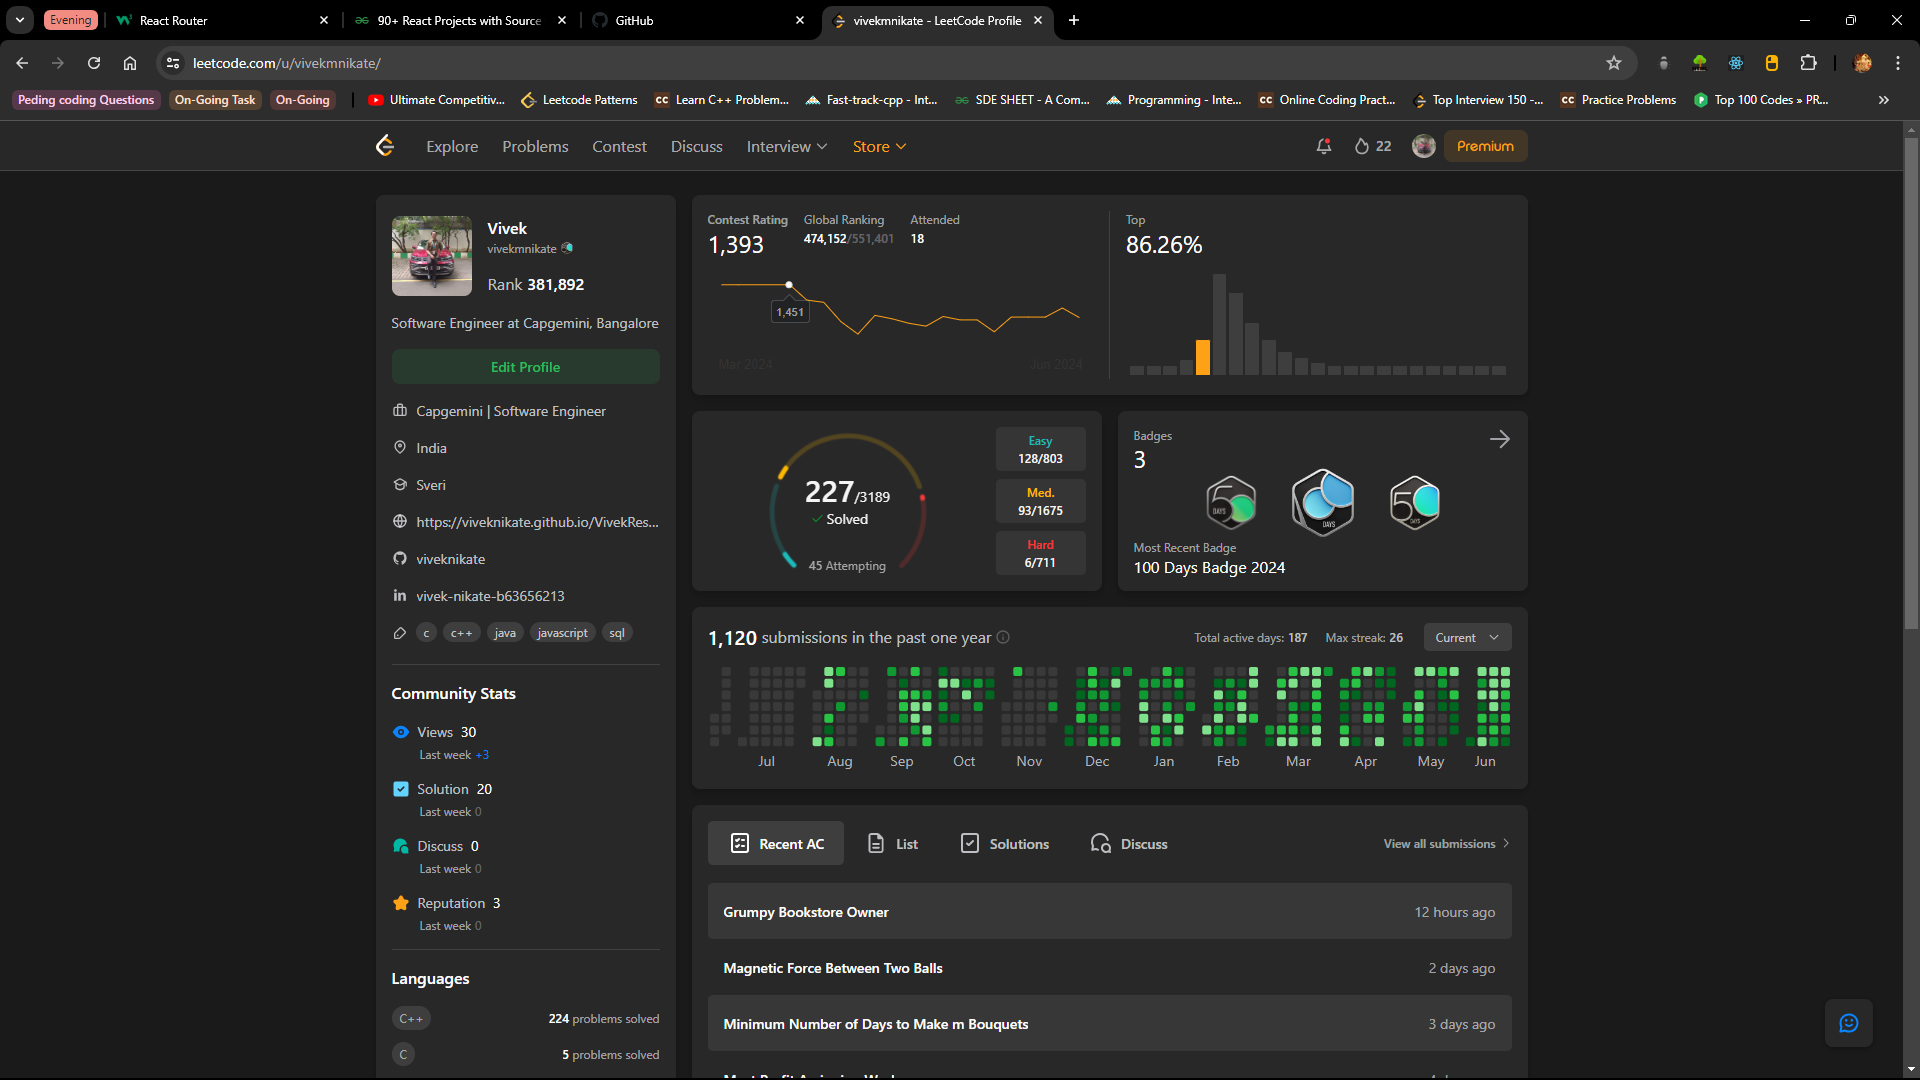 Evening
React Router
90+ React Projects with Source
GitHub
vivekmnikate - LeetCode Profile
leetcode.com/u/vivekmnikate/
Peding coding Questions
On-Going Task
On-Going
Ultimate Competitiv...
Leetcode Patterns
CC Learn C++ Problem...
Fast-track-cpp - Int...
SDE SHEET - A Com...
Programming - Inte...
CC Online Coding Pract...
Top Interview 150 -...
CC Practice Problems
Top 100 Codes » PR...
Explore
Problems
Contest
Discuss
Interview
Store
22
Premium
Vivek
vivekmnikate
Rank 381,892
Software Engineer at Capgemini, Bangalore
Edit Profile
Capgemini | Software Engineer
India
Sveri
https://viveknikate.github.io/VivekRes...
viveknikate
in vivek-nikate-b63656213
c
c++
java
javascript
sql
Community Stats
Views 30
Last week +3
Solution 20
Last week 0
Discuss 0
Last week 0
Reputation 3
Last week 0
Languages
C++
224 problems solved
C
5 problems solved
Contest Rating
1,393
Global Ranking
474,152/551,401
Attended
18
1,451
Mar 2024
Jun 2024
Top
86.26%
227/3189
Solved
45 Attempting
Easy
128/803
Med.
93/1675
Hard
6/711
Badges
3
50
DAYS
DAYS
50
DAYS
Most Recent Badge
100 Days Badge 2024
1,120 submissions in the past one year
Total active days: 187
Max streak: 26
Current
Jul
Aug
Sep
Oct
Nov
Dec
Jan
Feb
Mar
Apr
May
Jun
Recent AC
List
Solutions
Discuss
View all submissions
Grumpy Bookstore Owner
12 hours ago
Magnetic Force Between Two Balls
2 days ago
Minimum Number of Days to Make m Bouquets
3 days ago